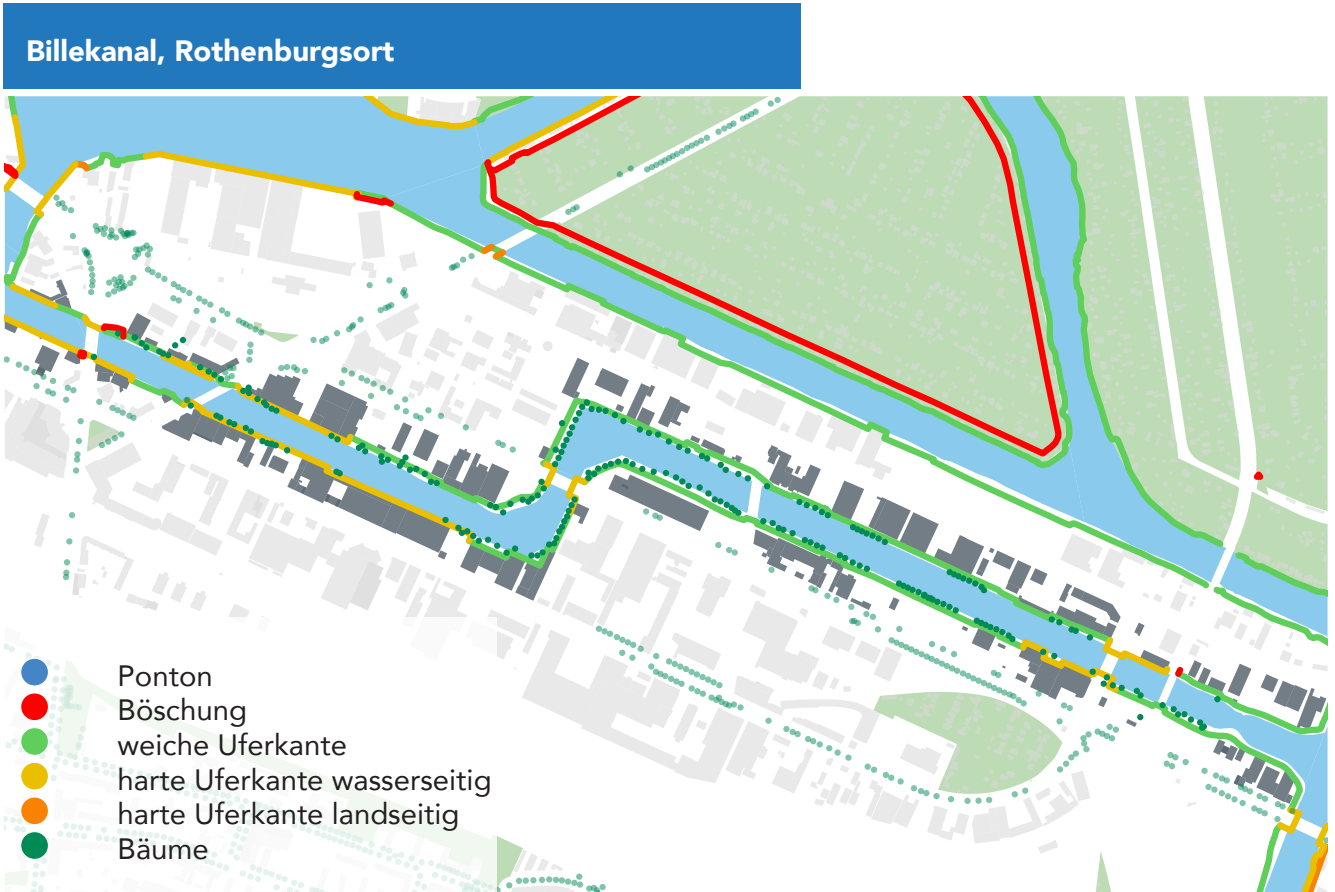 Billekanal, Rothenburgsort
Ponton
Böschung
weiche Uferkante
harte Uferkante wasserseitig
harte Uferkante landseitig
Bäume